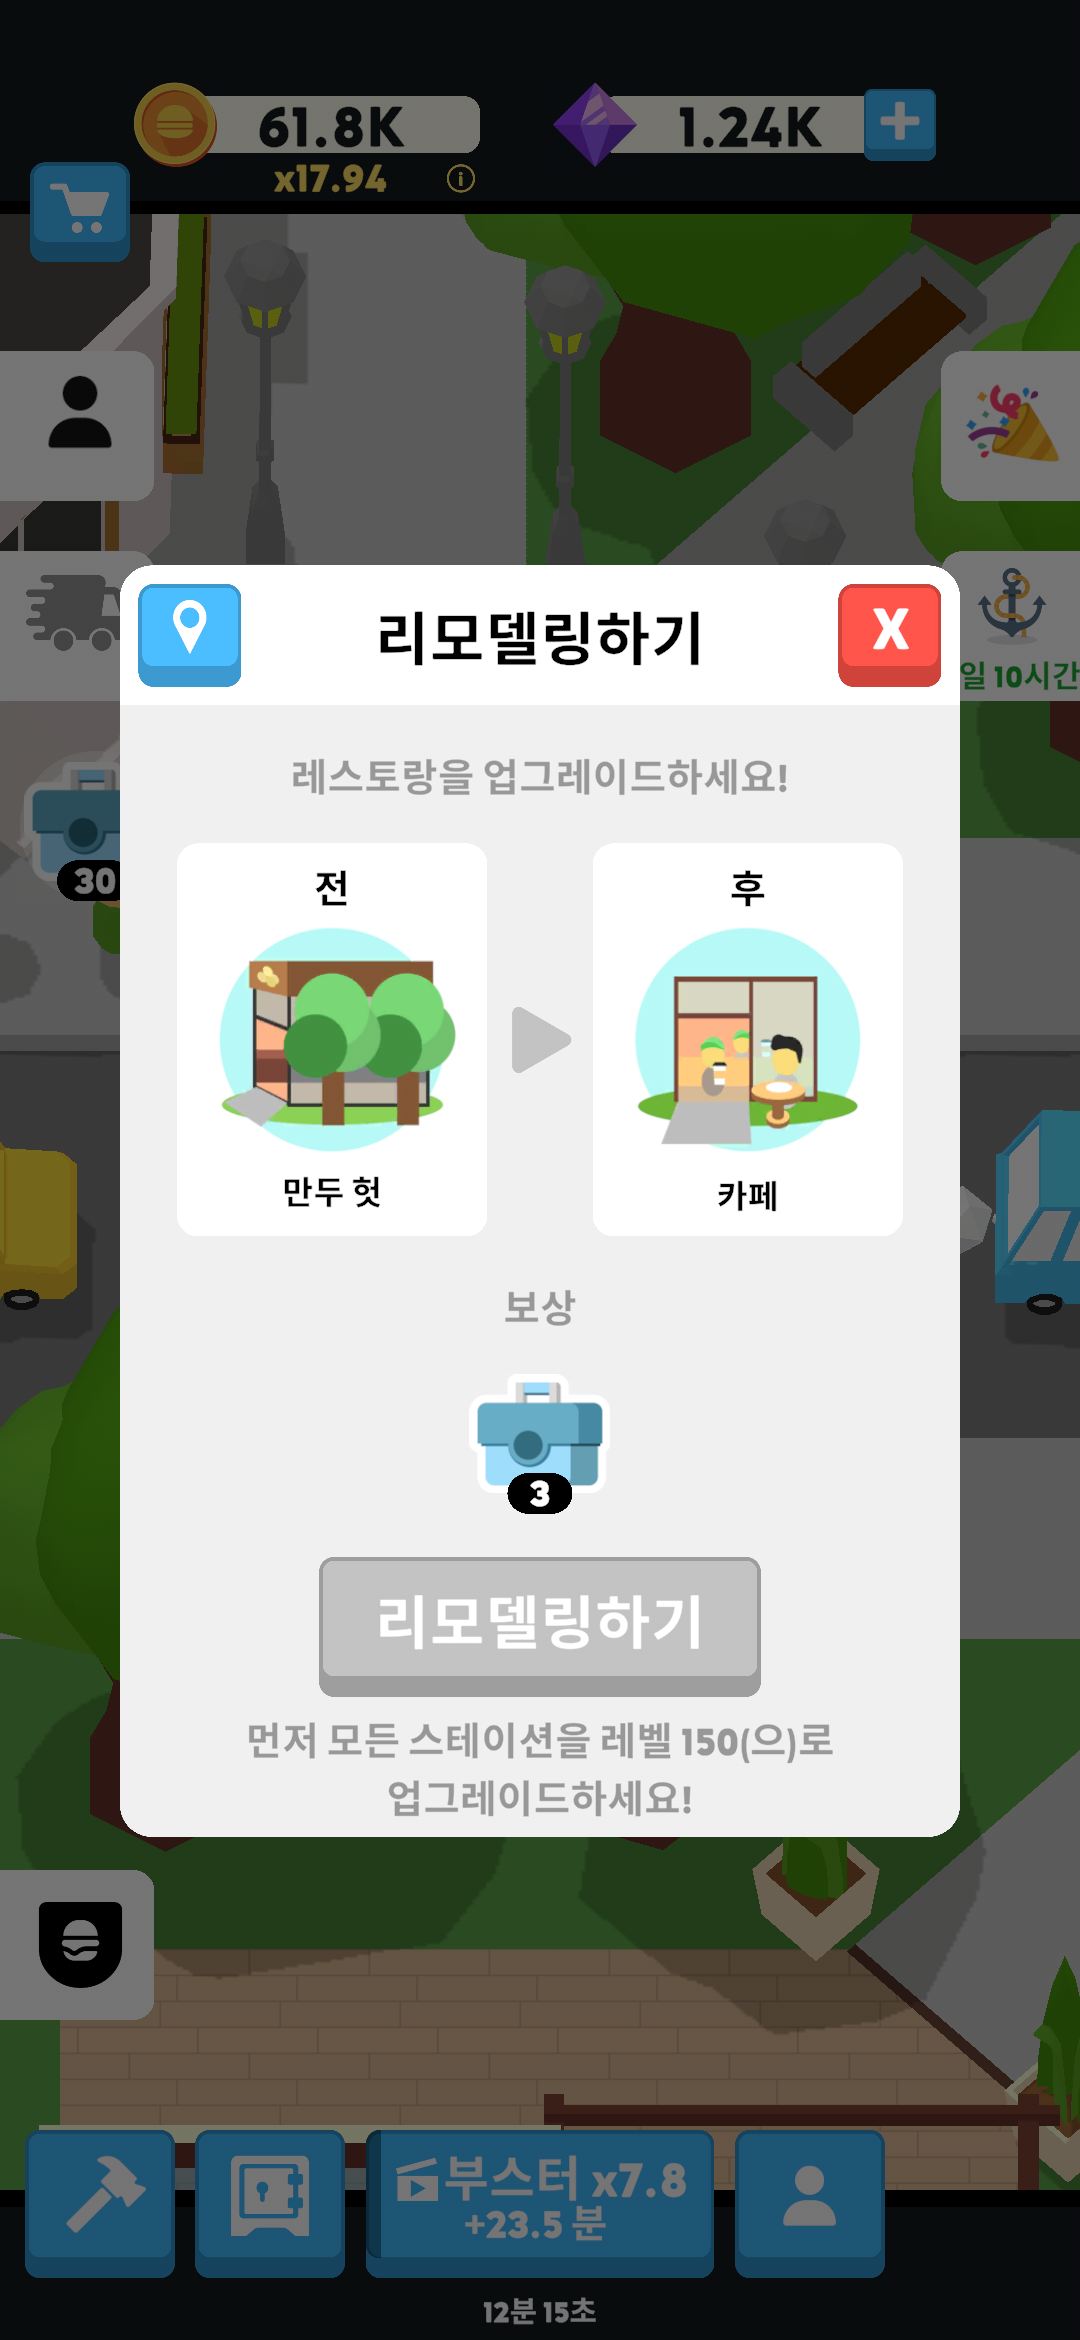 61.8K
1.24K
x17.94
리모델링하기
X
일 10시간
레스토랑을 업그레이드하세요!
전
후
30
만두 헛
카페
보상
3
리모델링하기
먼저 모든 스테이션을 레벨 150(으)로
업그레이드하세요!
부스터 x7.8
+23.5 분
12분 15초